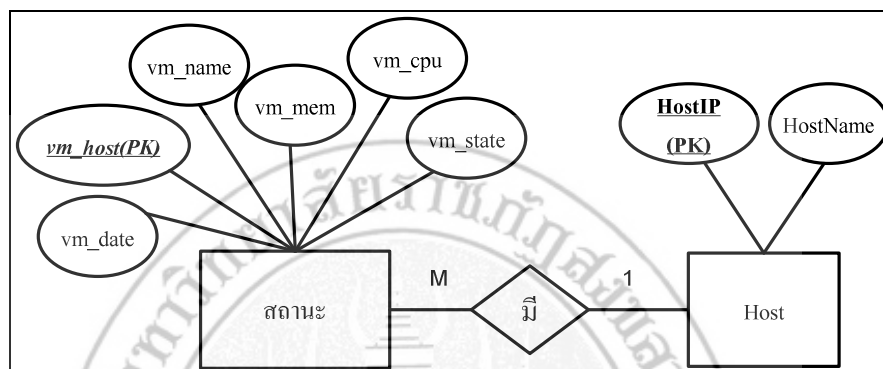 vm_name
vm_cpu
vm_mem
vm_host(PK)
vm_state
vm_date
HostIP
(PK)
HostName
สถานะ
M
มี
1
Host